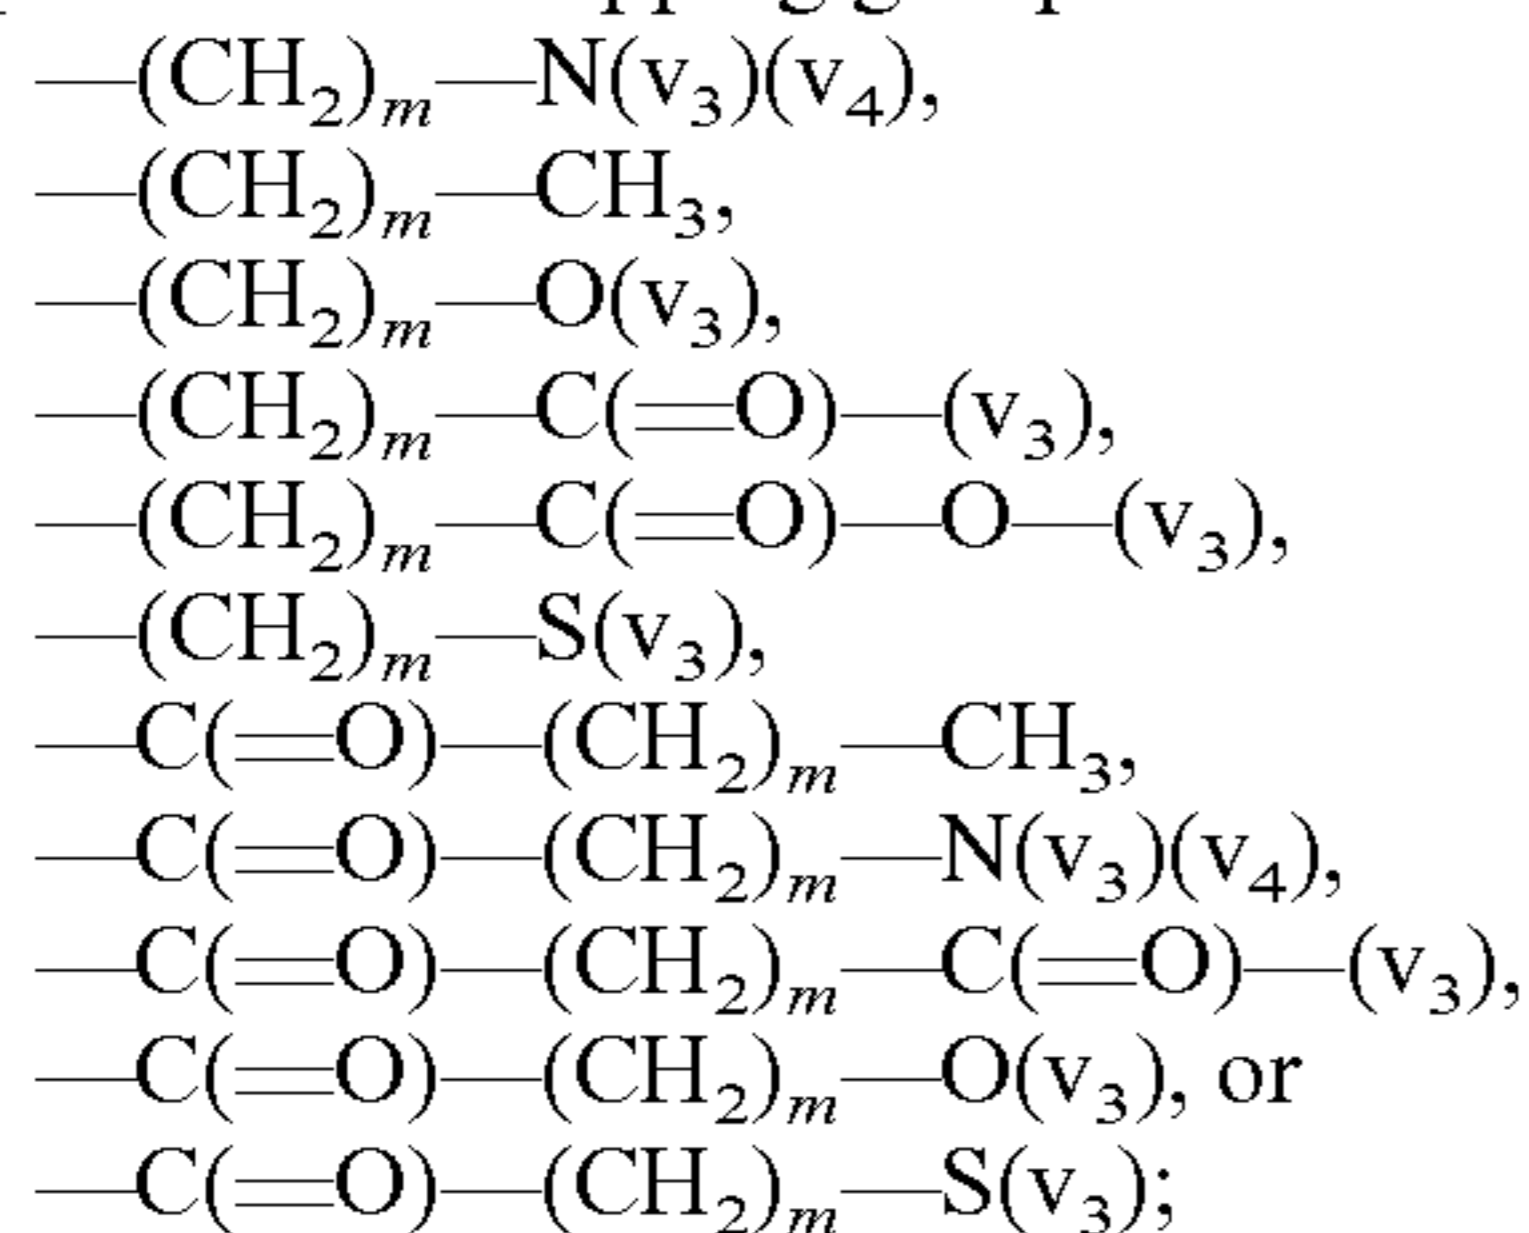 —(CH₂)ₘ—N(v₃)(v₄),
—(CH₂)ₘ—CH₃,
—(CH₂)ₘ—O(v₃),
—(CH₂)ₘ—C(═O)—(v₃),
—(CH₂)ₘ—C(═O)—O—(v₃),
—(CH₂)ₘ—S(v₃),
—C(═O)—(CH₂)ₘ—CH₃,
—C(═O)—(CH₂)ₘ—N(v₃)(v₄),
—C(═O)—(CH₂)ₘ—C(═O)—(v₃),
—C(═O)—(CH₂)ₘ—O(v₃), or
—C(═O)—(CH₂)ₘ—S(v₃);